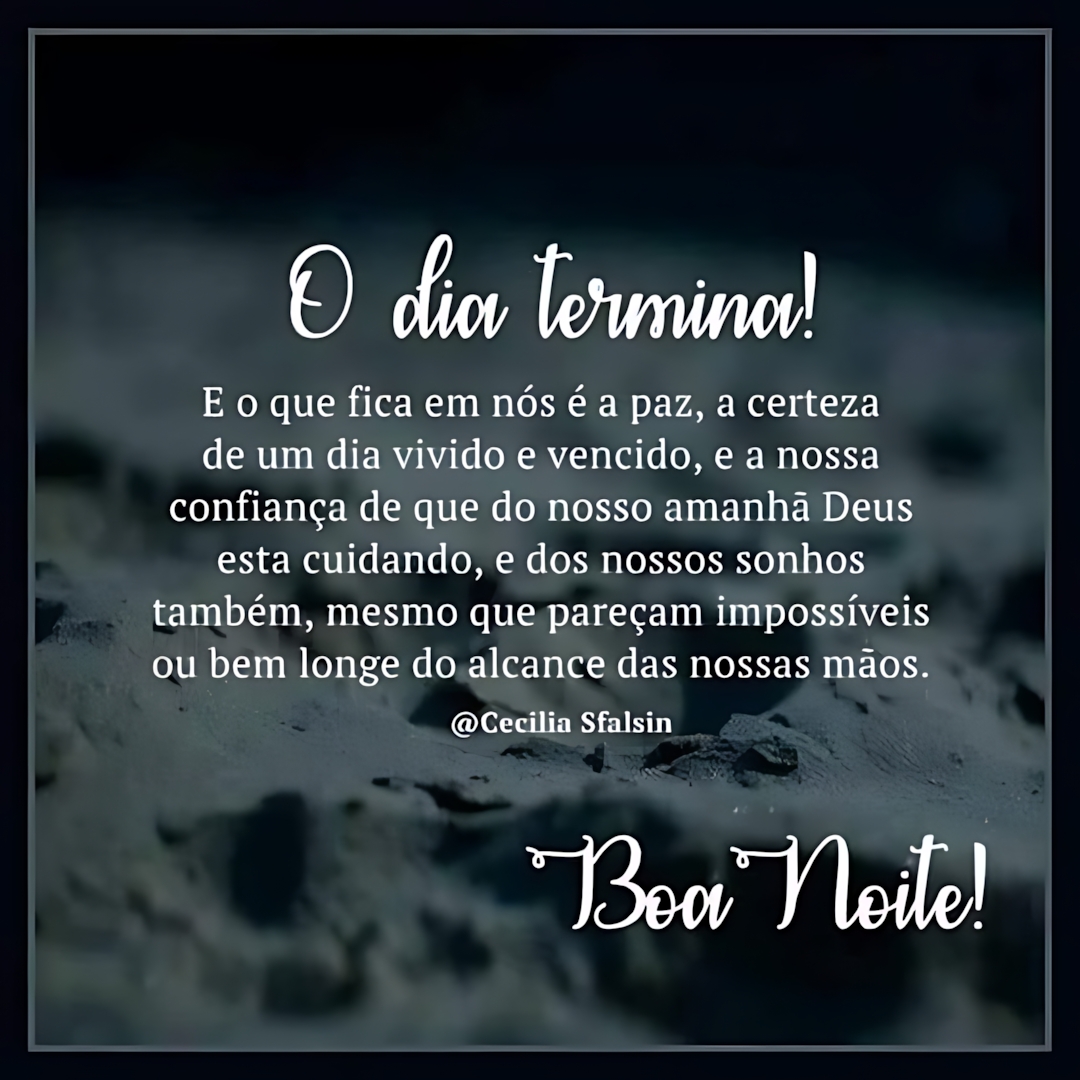 O dia termina!
E o que fica em nós é a paz, a certeza
de um dia vivido e vencido, e a nossa
confiança de que do nosso amanhã Deus
esta cuidando, e dos nossos sonhos
também, mesmo que pareçam impossíveis
ou bem longe do alcance das nossas mãos.
@Cecilia Sfalsin
Boa Noite!